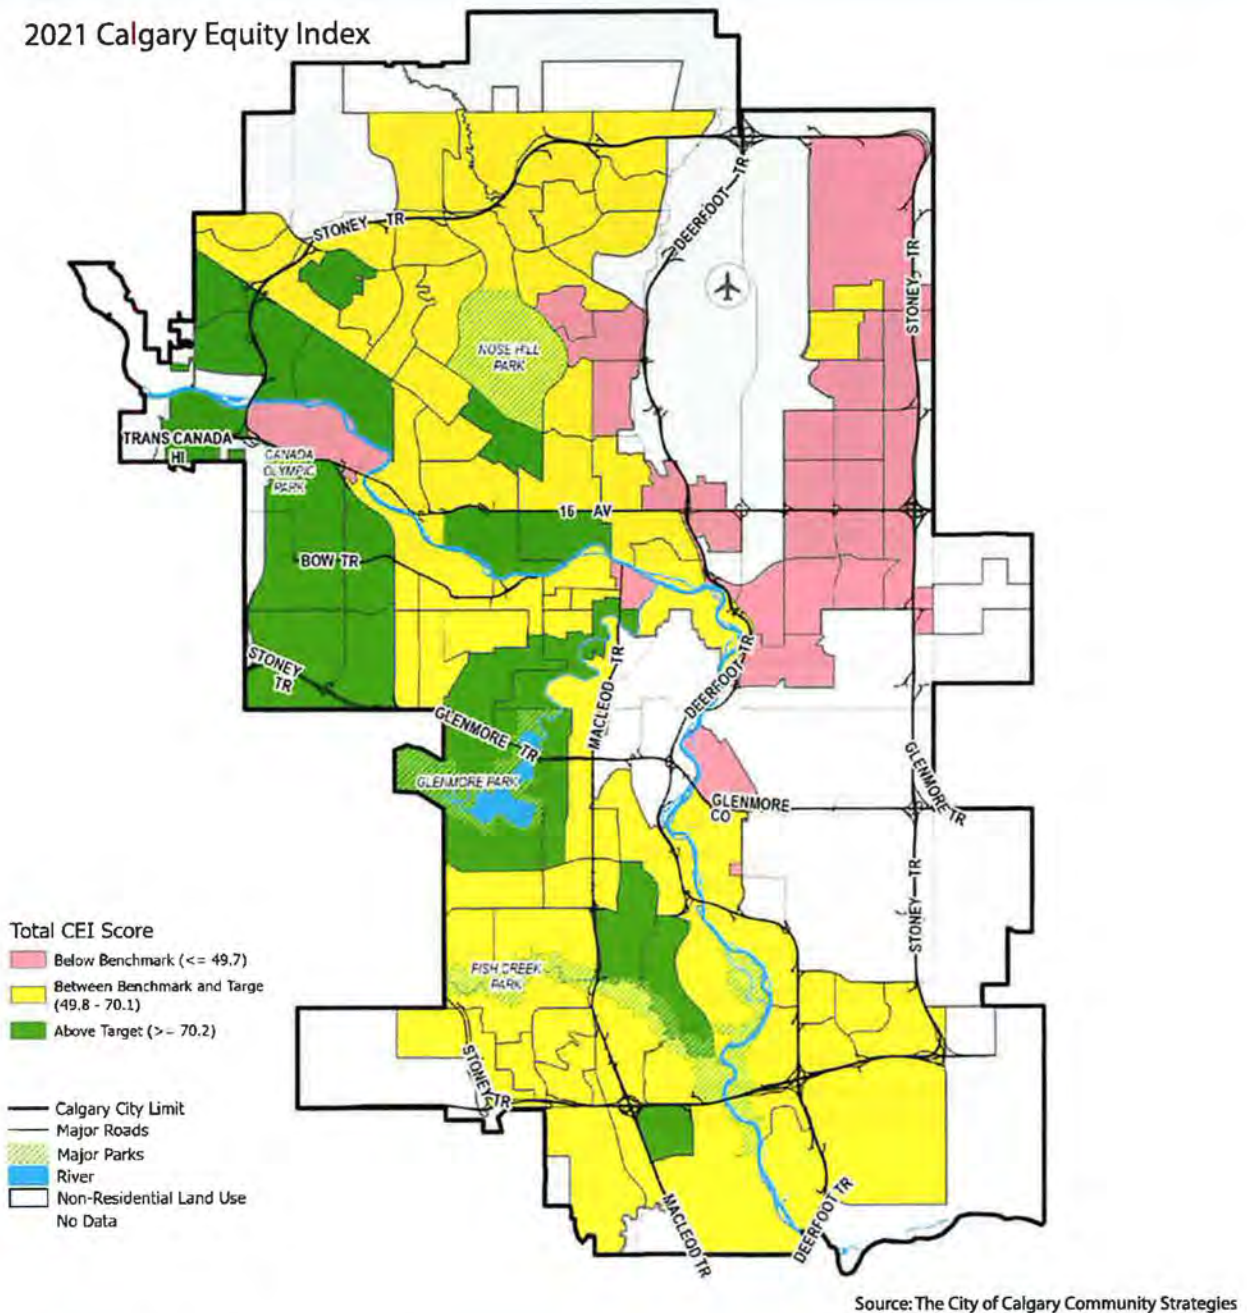 2021 Calgary Equity Index
STONEY TR
DEERFOOT TR
STONEY TR
NOSE HILL
PARK
TRANS CANADA
HI
CANADA
OLYMPIC
PARK
16 AV
BOW TR
STONEY
TR
MACLEOD TR
DEERFOOT TR
GLENMORE TR
GLENMORE PARK
GLENMORE
CO
GLENMORE TR
STONEY TR
Total CEI Score
Below Benchmark (<= 49.7)
Between Benchmark and Targe
(49.8 - 70.1)
Above Target (>= 70.2)
FISH CREEK
PARK
STONEY TR
Calgary City Limit
Major Roads
Major Parks
River
Non-Residential Land Use
No Data
MACLEOD TR
DEERFOOT TR
Source: The City of Calgary Community Strategies